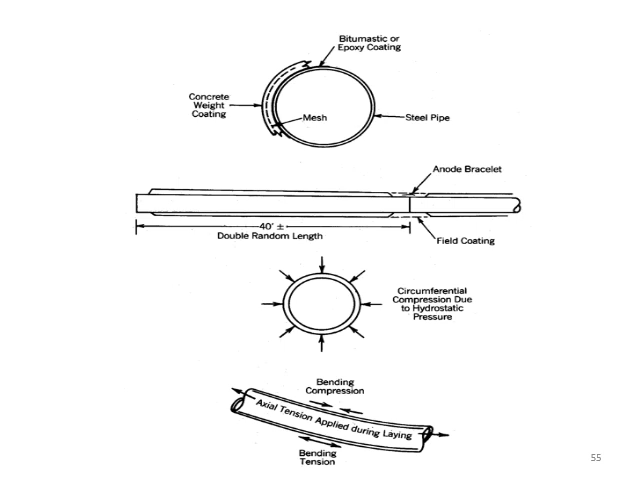 Bitumastic or
Epoxy Coating
Concrete
Weight
Coating
Mesh
Steel Pipe
Anode Bracelet
40' ±
Double Random Length
Field Coating
Circumferential
Compression Due
to Hydrostatic
Pressure
Bending
Compression
Axial Tension Applied during Laying
Bending
Tension
55